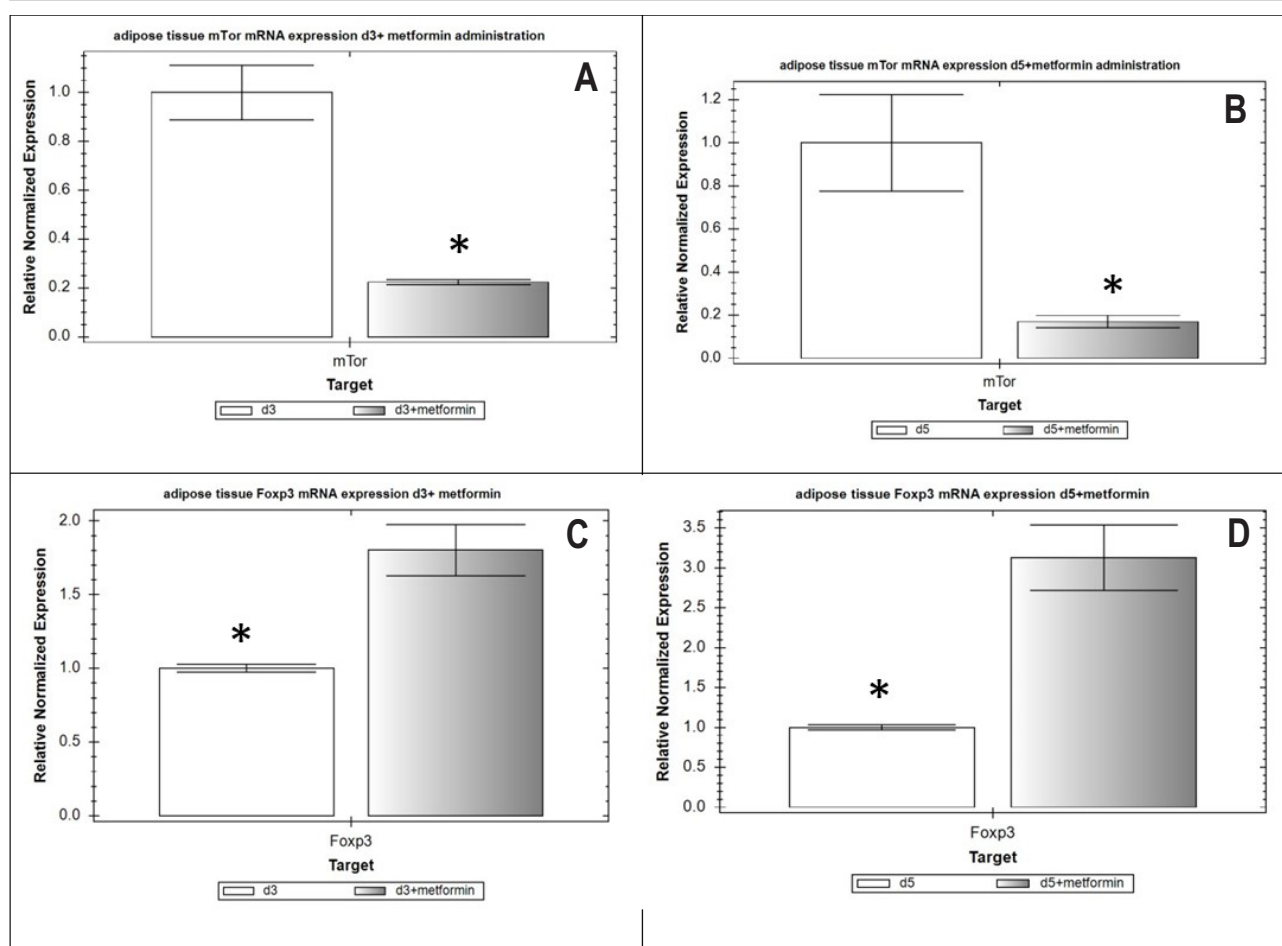 adipose tissue mTor mRNA expression d3+ metformin administration
A
Relative Normalized Expression
1.0
0.8
0.6
0.4
0.2
0.0
*
mTor
Target
d3 d3+metformin
adipose tissue mTor mRNA expression d5+metformin administration
B
Relative Normalized Expression
1.2
1.0
0.8
0.6
0.4
0.2
0.0
*
mTor
Target
d5 d5+metformin
adipose tissue Foxp3 mRNA expression d3+ metformin
C
Relative Normalized Expression
2.0
1.5
1.0
0.5
0.0
*
Foxp3
Target
d3 d3+metformin
adipose tissue Foxp3 mRNA expression d5+metformin
D
Relative Normalized Expression
3.5
3.0
2.5
2.0
1.5
1.0
0.5
0.0
*
Foxp3
Target
d5 d5+metformin